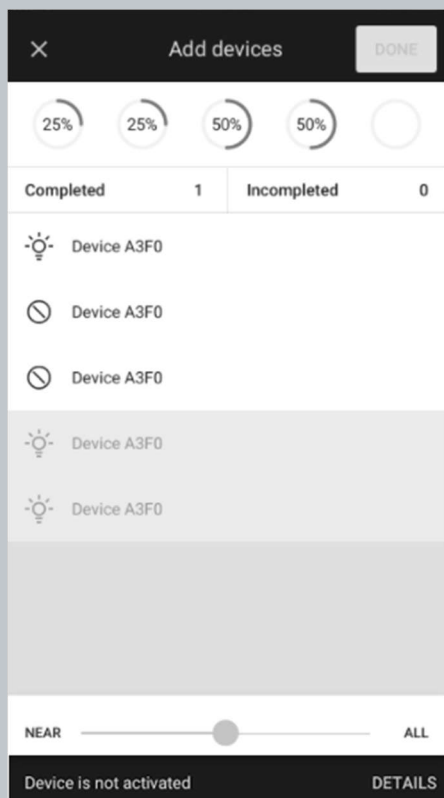 Add devices DONE
25% 25% 50% 50%
Completed 1 Incompleted 0
Device A3F0
Device A3F0
Device A3F0
Device A3F0
Device A3F0
NEAR ALL
Device is not activated DETAILS